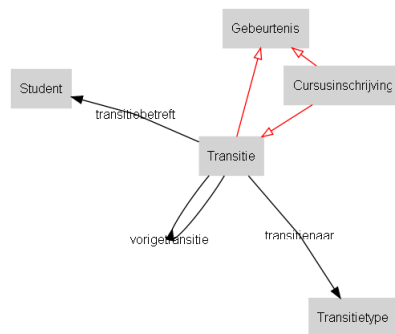 Gebeurtenis
Student
Cursusinschrijving
transitiebetreft
Transitie
vorigetransitie
transitienaar
Transitietype